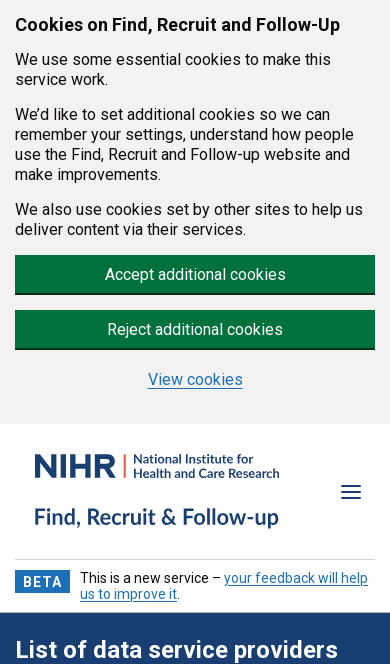 Cookies on Find, Recruit and Follow-Up
We use some essential cookies to make this
service work.
We’d like to set additional cookies so we can
remember your settings, understand how people
use the Find, Recruit and Follow-up website and
make improvements.
We also use cookies set by other sites to help us
deliver content via their services.
Accept additional cookies
Reject additional cookies
View cookies
NIHR | National Institute for
Health and Care Research
Find, Recruit & Follow-up
BETA This is a new service – your feedback will help
us to improve it.
List of data service providers